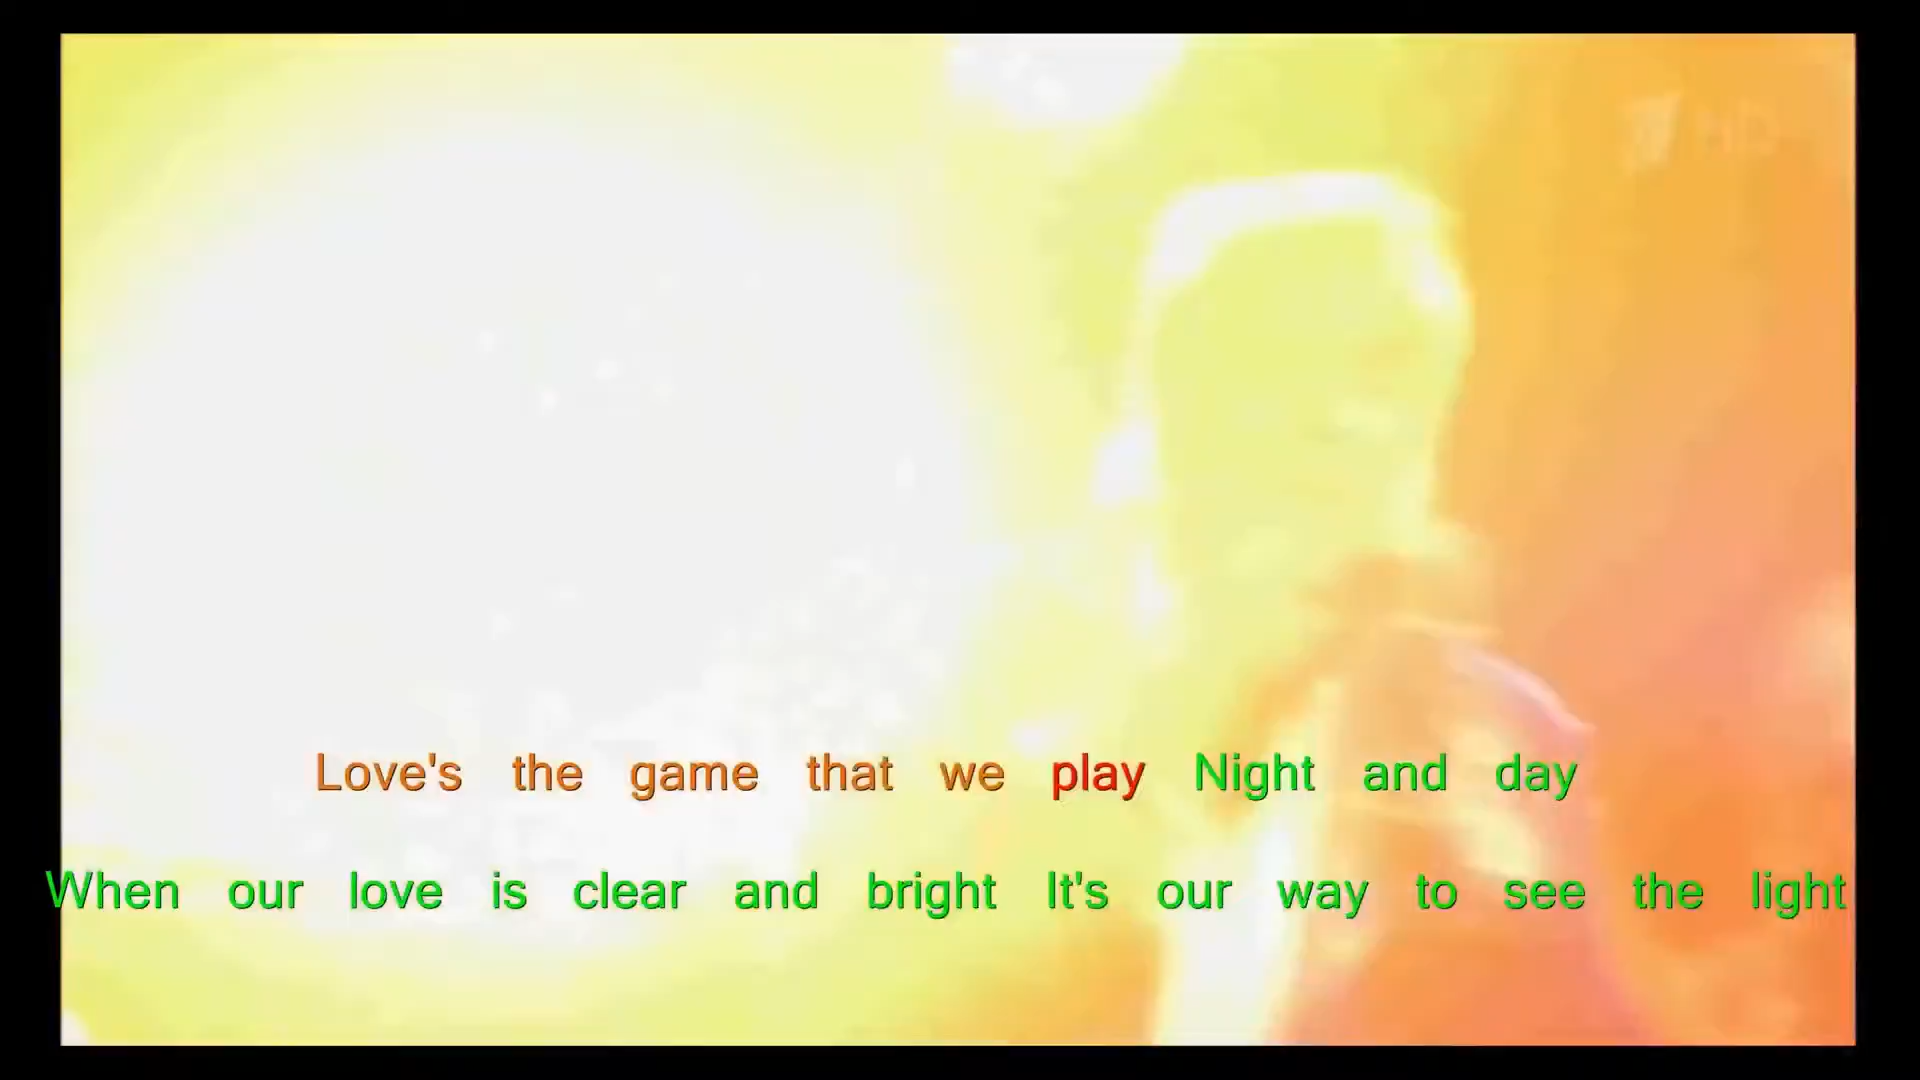 HD
Love's the game that we play Night and day
When our love is clear and bright It's our way to see the light